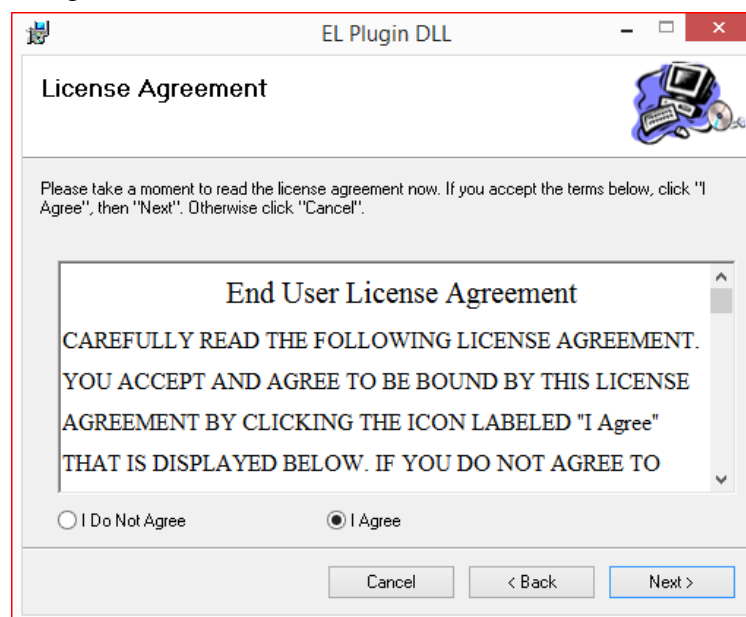 EL Plugin DLL
License Agreement
Please take a moment to read the license agreement now. If you accept the terms below, click "I
Agree", then "Next". Otherwise click "Cancel".
End User License Agreement
CAREFULLY READ THE FOLLOWING LICENSE AGREEMENT.
YOU ACCEPT AND AGREE TO BE BOUND BY THIS LICENSE
AGREEMENT BY CLICKING THE ICON LABELED "I Agree"
THAT IS DISPLAYED BELOW. IF YOU DO NOT AGREE TO
I Do Not Agree
I Agree
Cancel
< Back
Next >